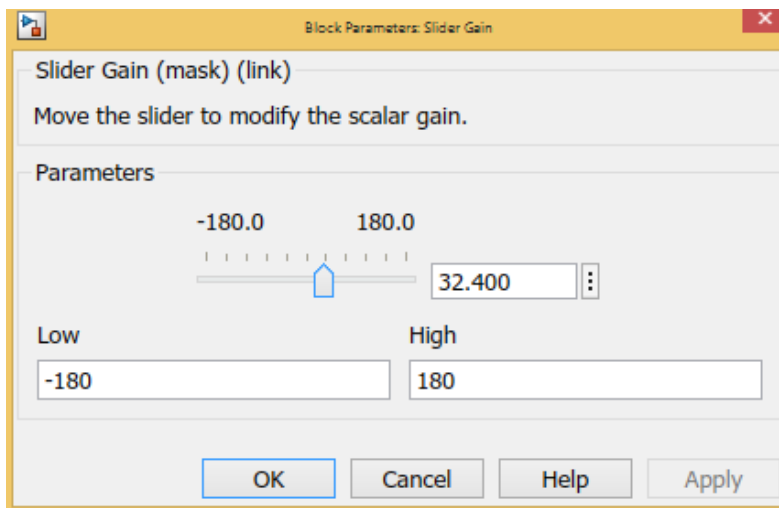 Block Parameters: Slider Gain
Slider Gain (mask) (link)
Move the slider to modify the scalar gain.
Parameters
-180.0 180.0
32.400
Low High
-180 180
OK Cancel Help Apply